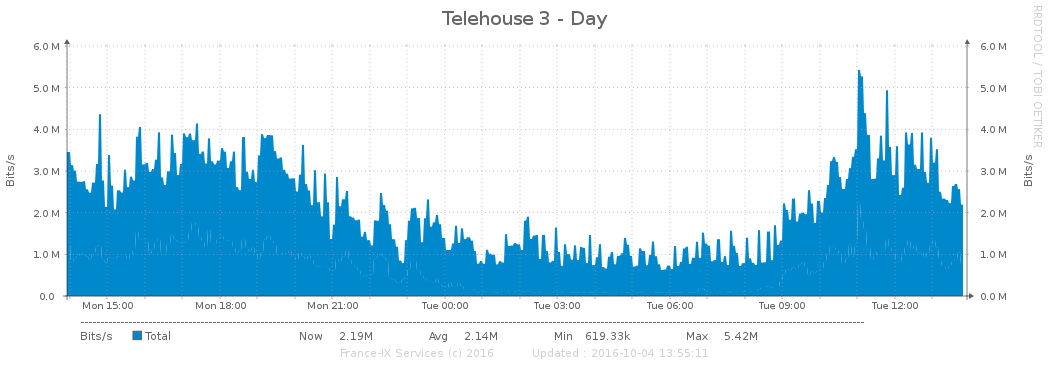 Telehouse 3 - Day
RRDTOOL / TOBI OETIKER
6.0 M 6.0 M
5.0 M 5.0 M
4.0 M 4.0 M
3.0 M 3.0 M
2.0 M 2.0 M
1.0 M 1.0 M
0.0 0.0 M
Bits/s Bits/s
Mon 15:00 Mon 18:00 Mon 21:00 Tue 00:00 Tue 03:00 Tue 06:00 Tue 09:00 Tue 12:00
Bits/s Total Now 2.19M Avg 2.14M Min 619.33k Max 5.42M
France-IX Services (c) 2016 Updated : 2016-10-04 13:55:11